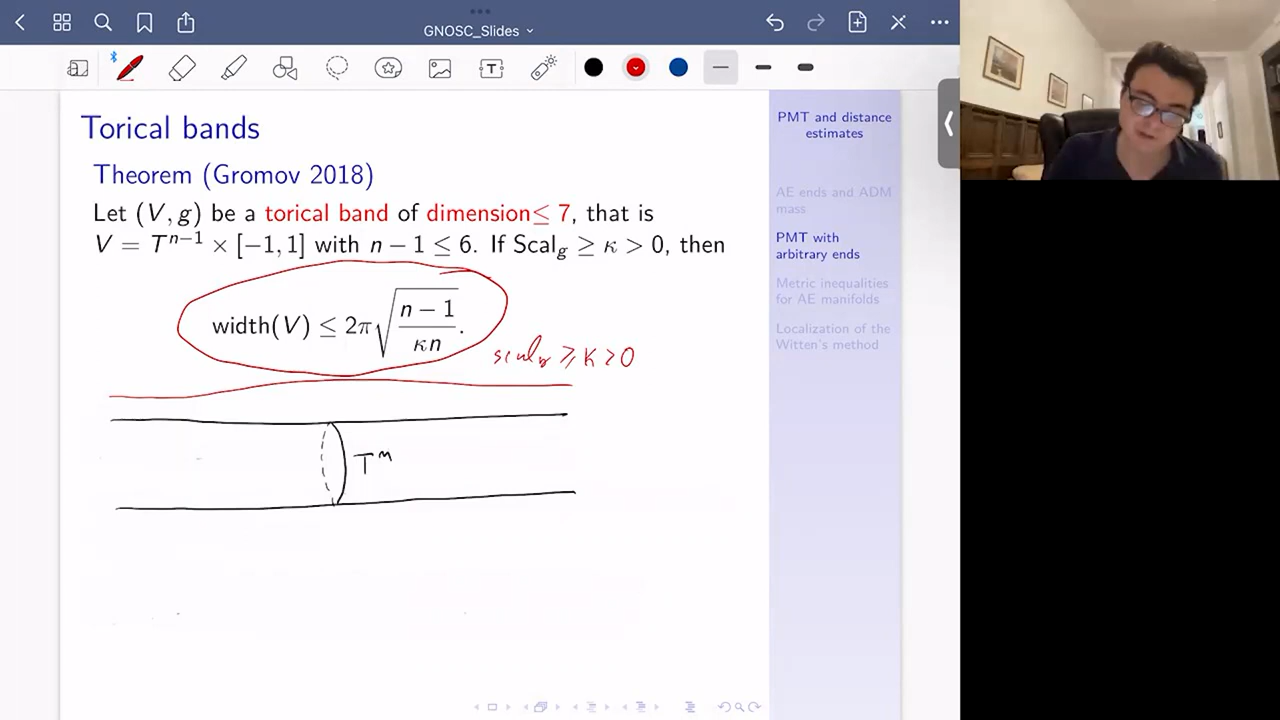 GNOSC_Slides
Torical bands
Theorem (Gromov 2018)
Let (V, g) be a torical band of dimension≤ 7, that is
V = Tⁿ⁻¹ × [−1, 1] with n − 1 ≤ 6. If Scal_g ≥ κ > 0, then
width(V) ≤ 2π√((n − 1)/(κn)).
scal_g ≥ κ > 0
Tⁿ
PMT and distance
estimates
AE ends and ADM
mass
PMT with
arbitrary ends
Metric inequalities
for AE manifolds
Localization of the
Witten's method